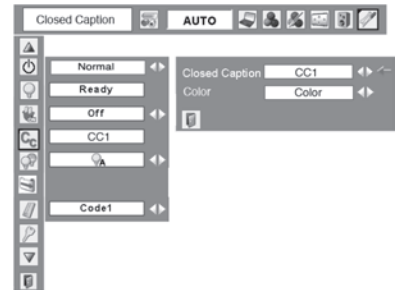 Closed Caption AUTO
Normal
Ready
Off
CC1
A
Code1
Closed Caption CC1
Color Color